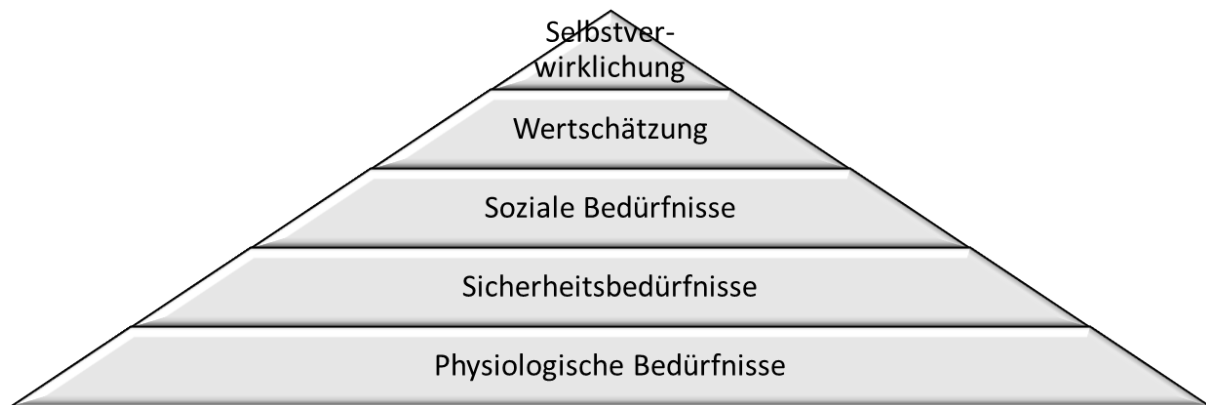 Selbstver-
wirklichung
Wertschätzung
Soziale Bedürfnisse
Sicherheitsbedürfnisse
Physiologische Bedürfnisse